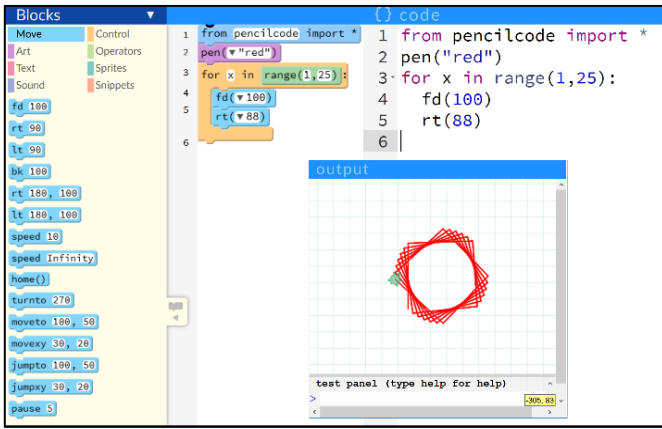 Blocks ▼
Move
Control
Art
Operators
Text
Sprites
Sound
Snippets
fd 100
rt 90
lt 90
bk 100
rt 180, 100
lt 180, 100
speed 10
speed Infinity
home()
turnto 270
moveto 100, 50
movexy 30, 20
jumpto 100, 50
jumpxy 30, 20
pause 5
1 from pencilcode import *
2 pen(▼"red")
3 for x in range(1,25):
4 fd(▼100)
5 rt(▼88)
6
{} code
1 from pencilcode import *
2 pen("red")
3 for x in range(1,25):
4 fd(100)
5 rt(88)
6
output
test panel (type help for help)
>
-305, 83